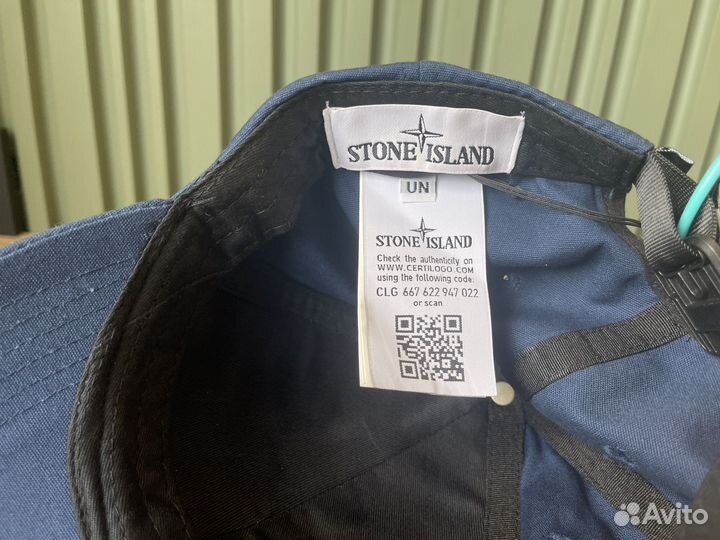 STONE ISLAND
UN
STONE ISLAND
Check the authenticity on
WWW.CERTILOGO.COM
using the following code:
CLG 667 622 947 022
or scan
Avito